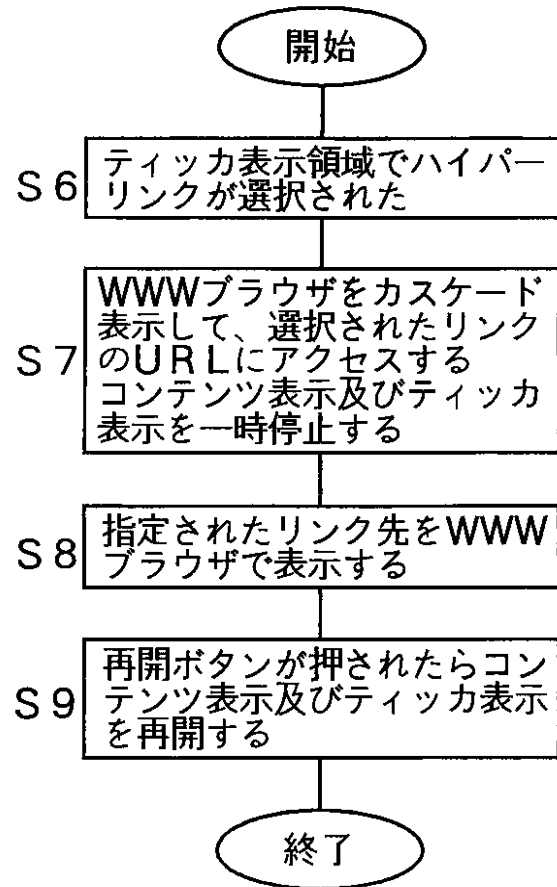 開始
S6
ティッカ表示領域でハイパー
リンクが選択された
S7
WWWブラウザをカスケード
表示して、選択されたリンク
のURLにアクセスする
コンテンツ表示及びティッカ
表示を一時停止する
S8
指定されたリンク先をWWW
ブラウザで表示する
S9
再開ボタンが押されたらコン
テンツ表示及びティッカ表示
を再開する
終了